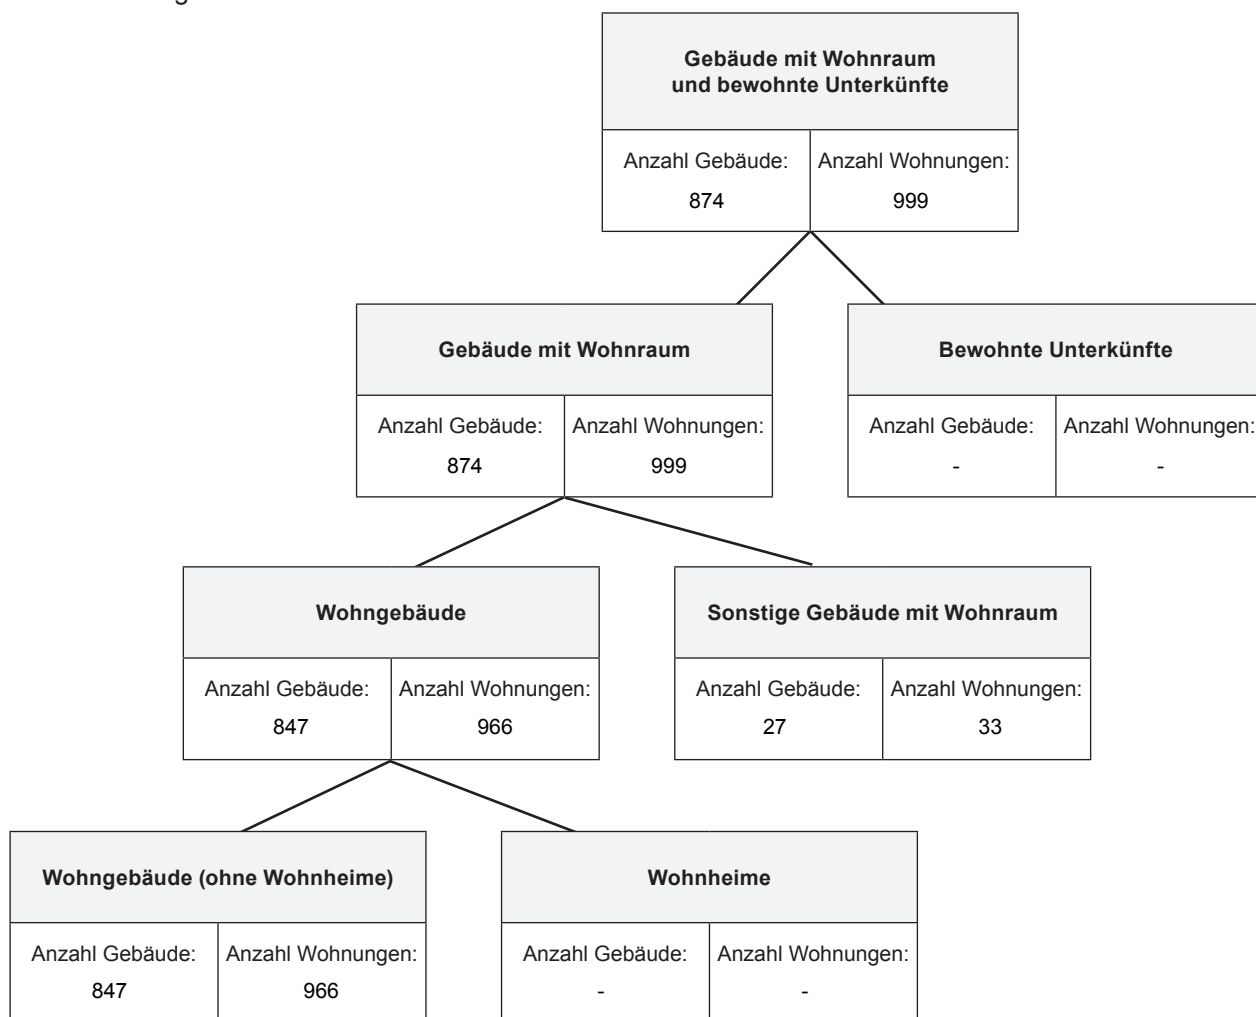 Gebäude mit Wohnraum
und bewohnte Unterkünfte
Anzahl Gebäude: Anzahl Wohnungen:
874 999
Gebäude mit Wohnraum Bewohnte Unterkünfte
Anzahl Gebäude: Anzahl Wohnungen: Anzahl Gebäude: Anzahl Wohnungen:
874 999 - -
Wohngebäude Sonstige Gebäude mit Wohnraum
Anzahl Gebäude: Anzahl Wohnungen: Anzahl Gebäude: Anzahl Wohnungen:
847 966 27 33
Wohngebäude (ohne Wohnheime) Wohnheime
Anzahl Gebäude: Anzahl Wohnungen: Anzahl Gebäude: Anzahl Wohnungen:
847 966 - -